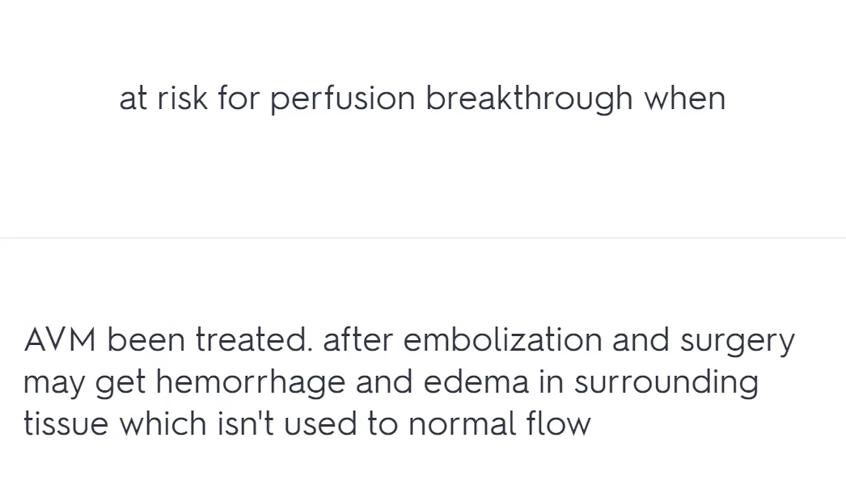 at risk for perfusion breakthrough when
AVM been treated. after embolization and surgery
may get hemorrhage and edema in surrounding
tissue which isn't used to normal flow